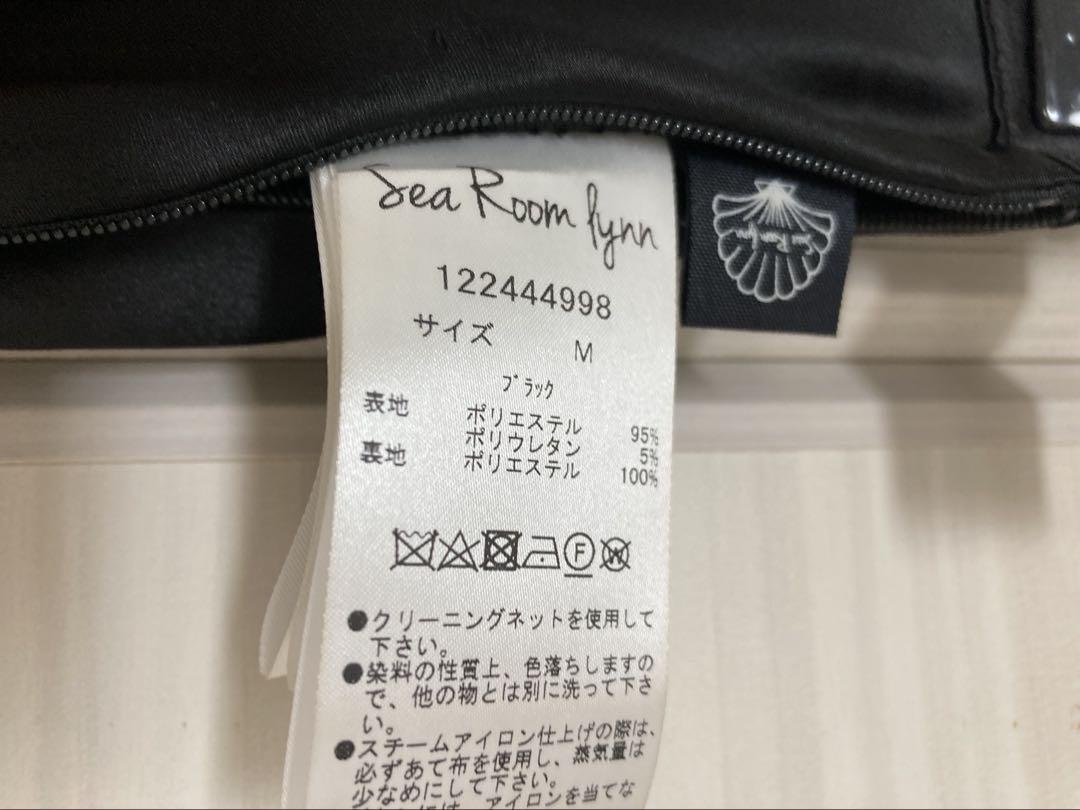 Sea Room lynn
122444998
サイズ M
ブラック
表地 ポリエステル 95%
ポリウレタン 5%
裏地 ポリエステル 100%
F
W
●クリーニングネットを使用して
下さい。
●染料の性質上、色落ちしますの
で、他の物とは別に洗って下さ
い。
●スチームアイロン仕上げの際は、
必ずあて布を使用し、蒸気量は
少なめにして下さい。
には、アイロンを当てな